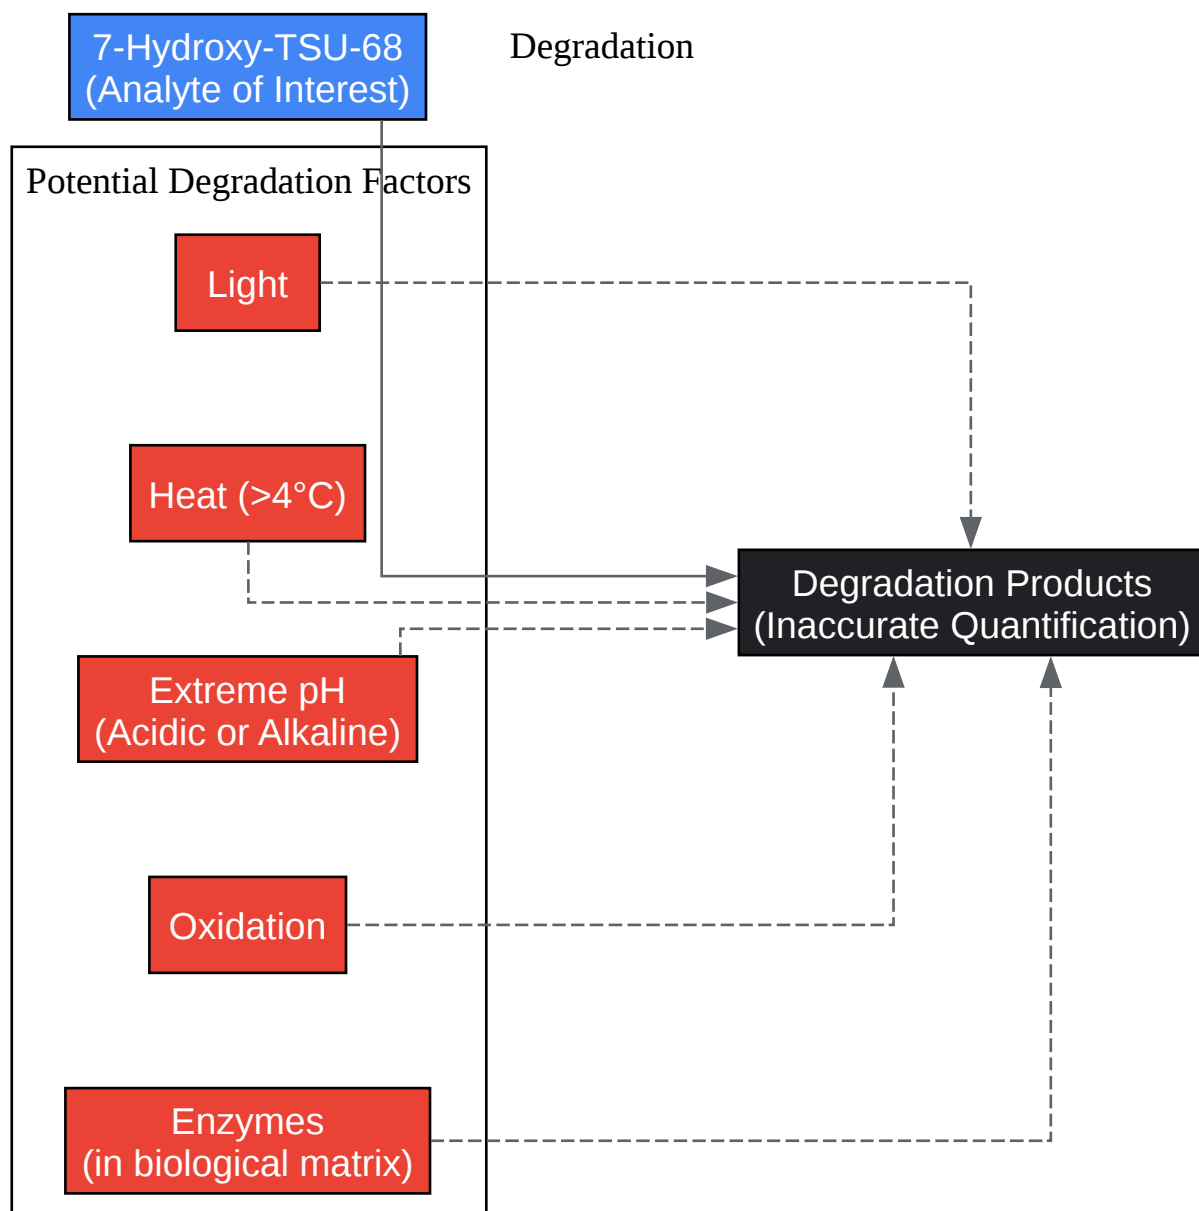 7-Hydroxy-TSU-68
(Analyte of Interest)
Degradation
Potential Degradation Factors
Light
Heat (>4°C)
Degradation Products
(Inaccurate Quantification)
Extreme pH
(Acidic or Alkaline)
Oxidation
Enzymes
(in biological matrix)